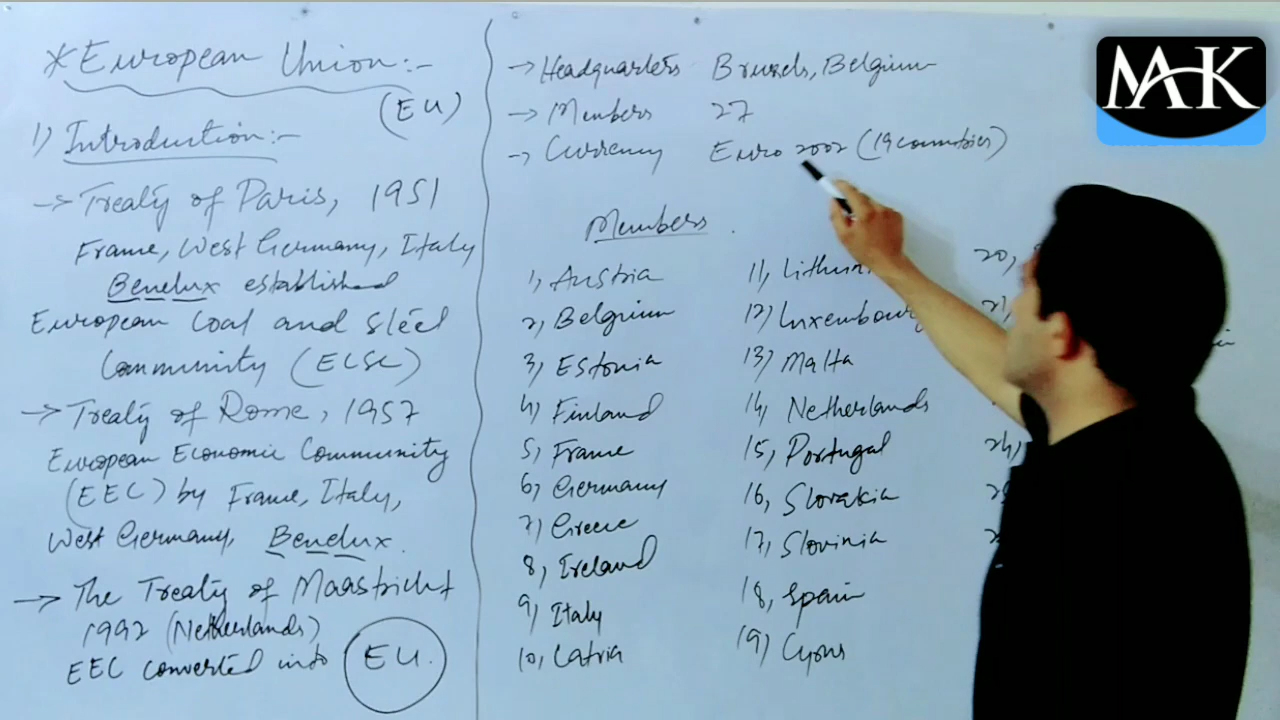 *European Union:-
(EU)
1) Introduction:-
→ Treaty of Paris, 1951
France, West Germany, Italy
Benelux established
European Coal and Steel
Community (ECSC)
→ Treaty of Rome, 1957
European Economic Community
(EEC) by France, Italy,
West Germany, Benelux.
→ The Treaty of Maastricht
1992 (Netherlands)
EEC converted into EU.
→ Headquarters Brussels, Belgium
→ Members 27
→ Currency Euro 2002 (19 countries)
Members
1, Austria
2, Belgium
3, Estonia
4, Finland
5, France
6, Germany
7, Greece
8, Ireland
9, Italy
10, Latvia
11, Lithuni
12) Luxembourg
13) Malta
14, Netherlands
15, Portugal
16, Slovakia
17, Slovinia
18, Spain
19) Cyprus
20,
21,
24,
MAK